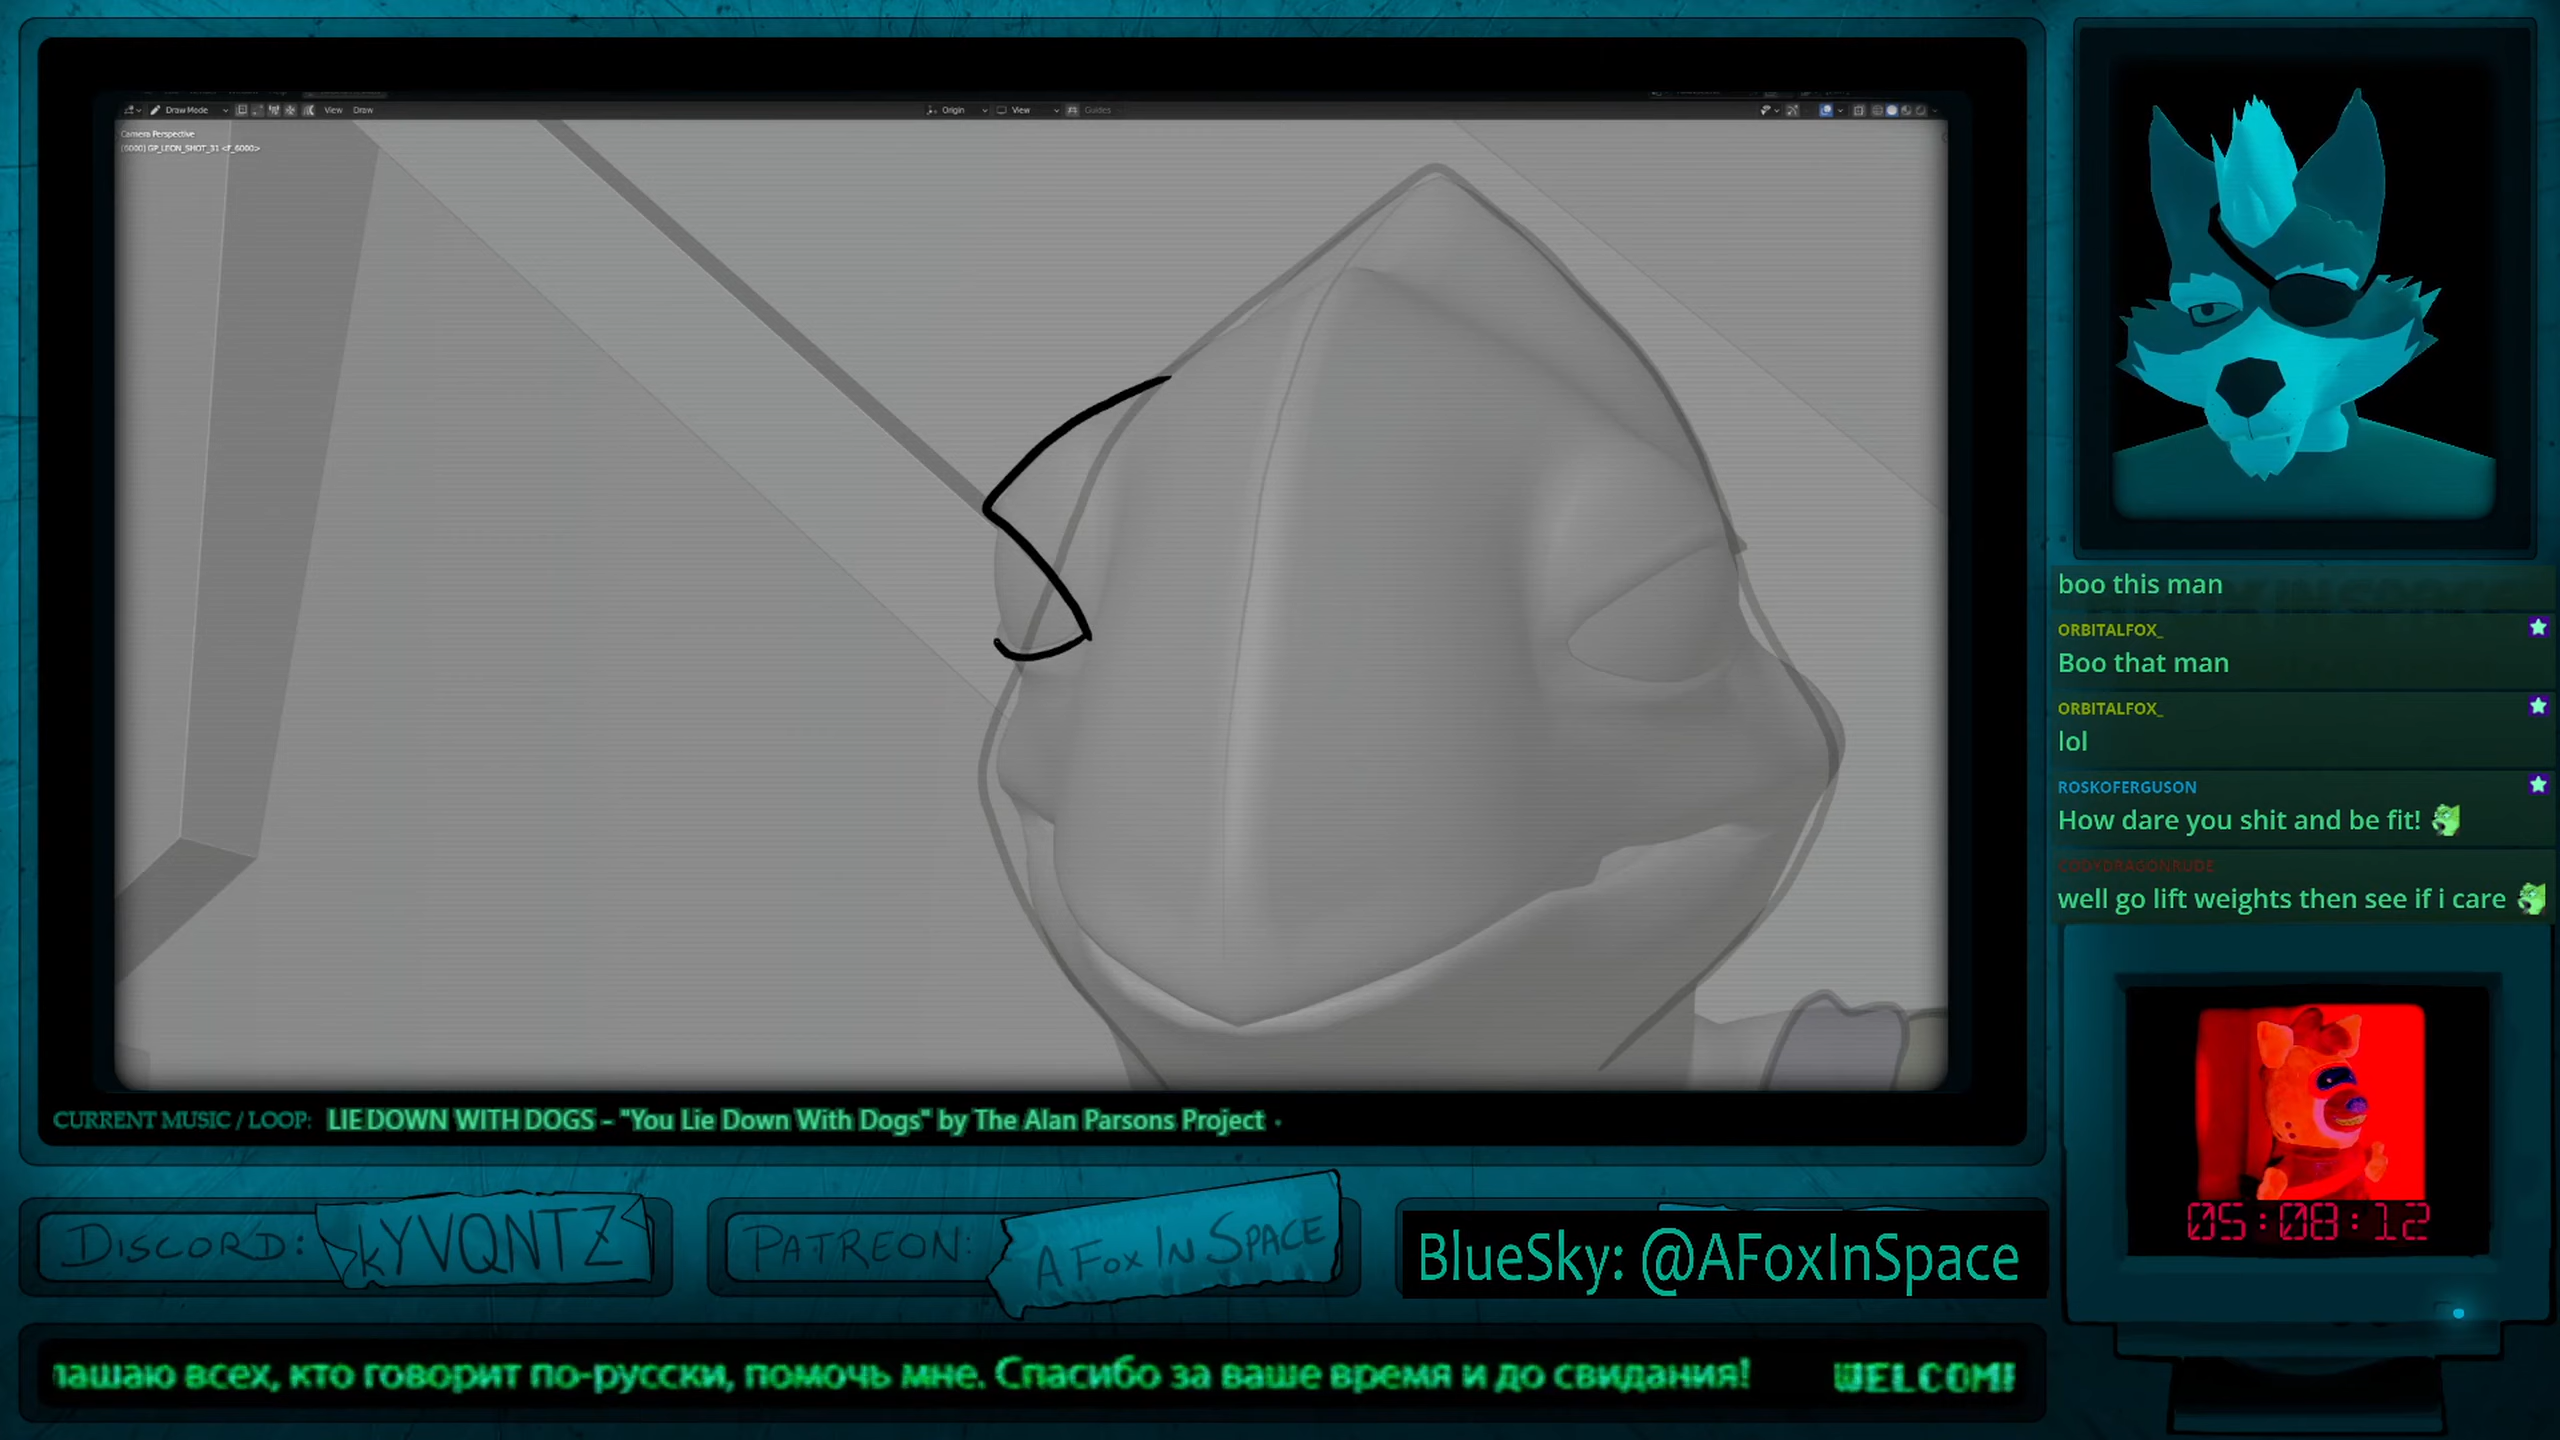 Draw Mode View Draw Origin View Guides
Camera Perspective
(6000) GP_LEON_SHOT_31 <F_6000>
boo this man
ORBITALFOX_
Boo that man
ORBITALFOX_
lol
ROSKOFERGUSON
How dare you shit and be fit!
CODYDRAGONRUDE
well go lift weights then see if i care
05:08:12
CURRENT MUSIC / LOOP: LIE DOWN WITH DOGS – "You Lie Down With Dogs" by The Alan Parsons Project •
DISCORD: kYVQNTZ
PATREON: A FOX IN SPACE
BlueSky: @AFoxInSpace
лашаю всех, кто говорит по-русски, помочь мне. Спасибо за ваше время и до свидания! WELCOM